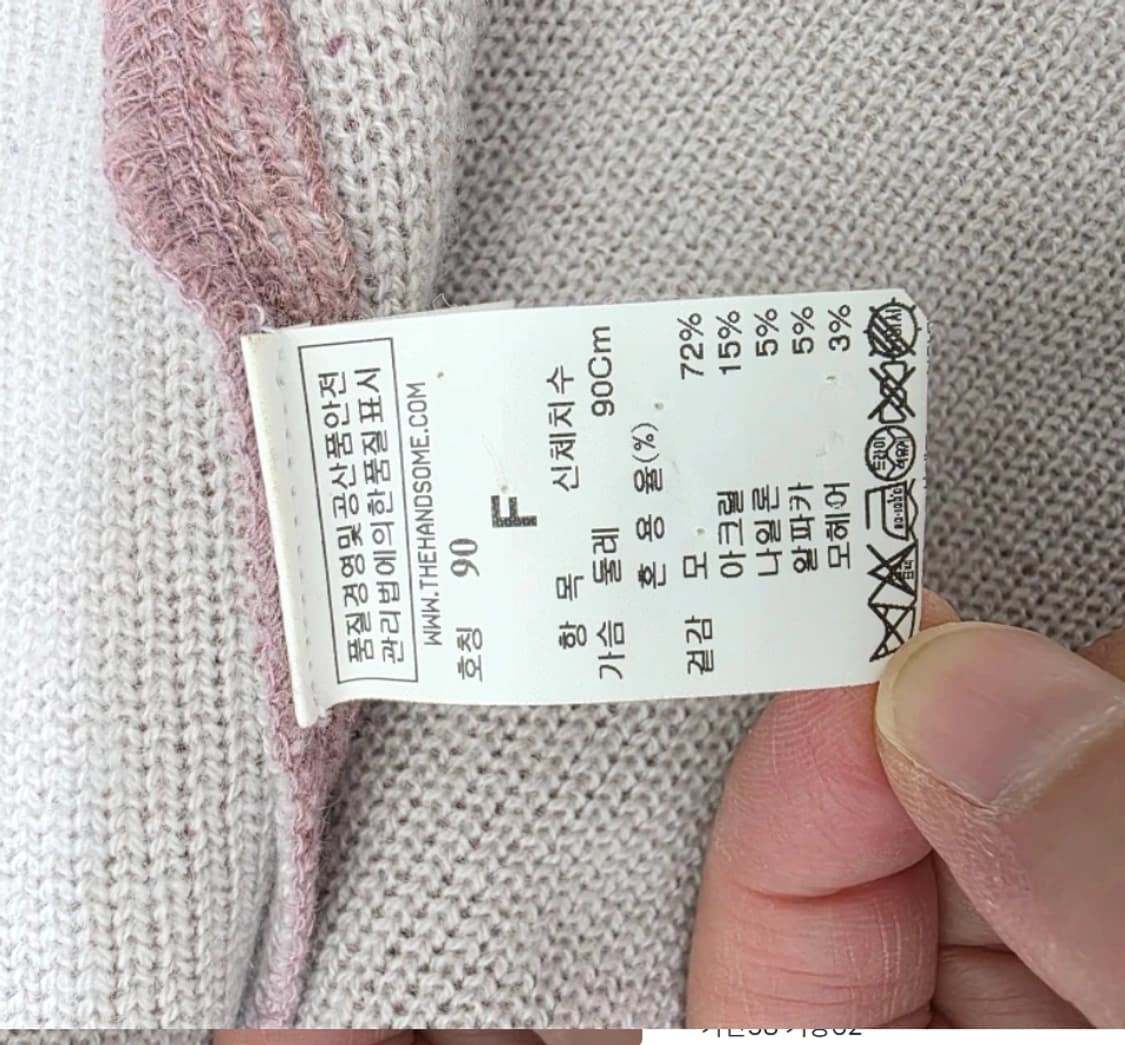 품질경영및공산품안전
관리법에의한품질표시
WWW.THEHANDSOME.COM
호칭 90
F
항 목 신체치수
가슴 둘레 90Cm
혼 용 율(%)
겉감 모 72%
아크릴 15%
나일론 5%
알파카 5%
모헤어 3%
드라이